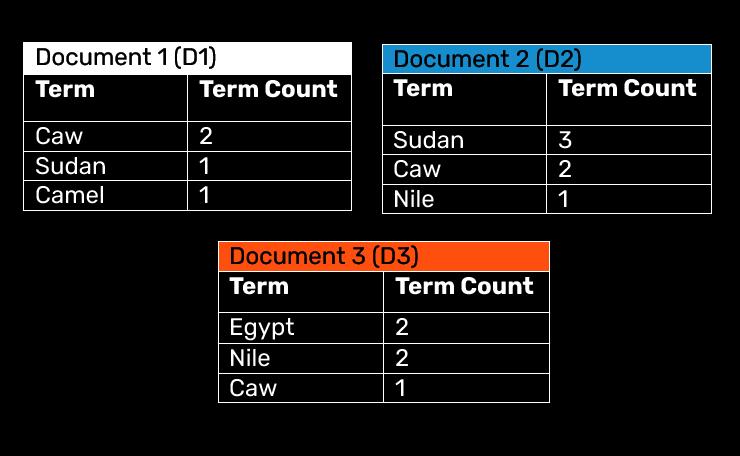 Document 1 (D1)
Term Term Count
Caw 2
Sudan 1
Camel 1
Document 2 (D2)
Term Term Count
Sudan 3
Caw 2
Nile 1
Document 3 (D3)
Term Term Count
Egypt 2
Nile 2
Caw 1